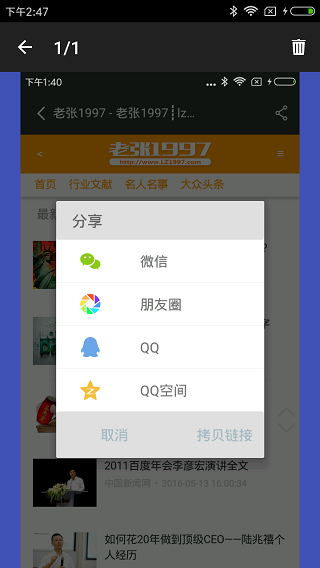 下午2:47
1/1
下午1:40
老张1997 - 老张1997┋lz...
老张1997
http://www.LZ1997.com
首页 行业文献 名人名事 大众头条
最新
分享
微信
朋友圈
QQ
QQ空间
取消 拷贝链接
2011百度年会李彦宏演讲全文
中国新闻网 • 2016-05-13 16:00:34
如何花20年做到顶级CEO——陆兆禧个
人经历